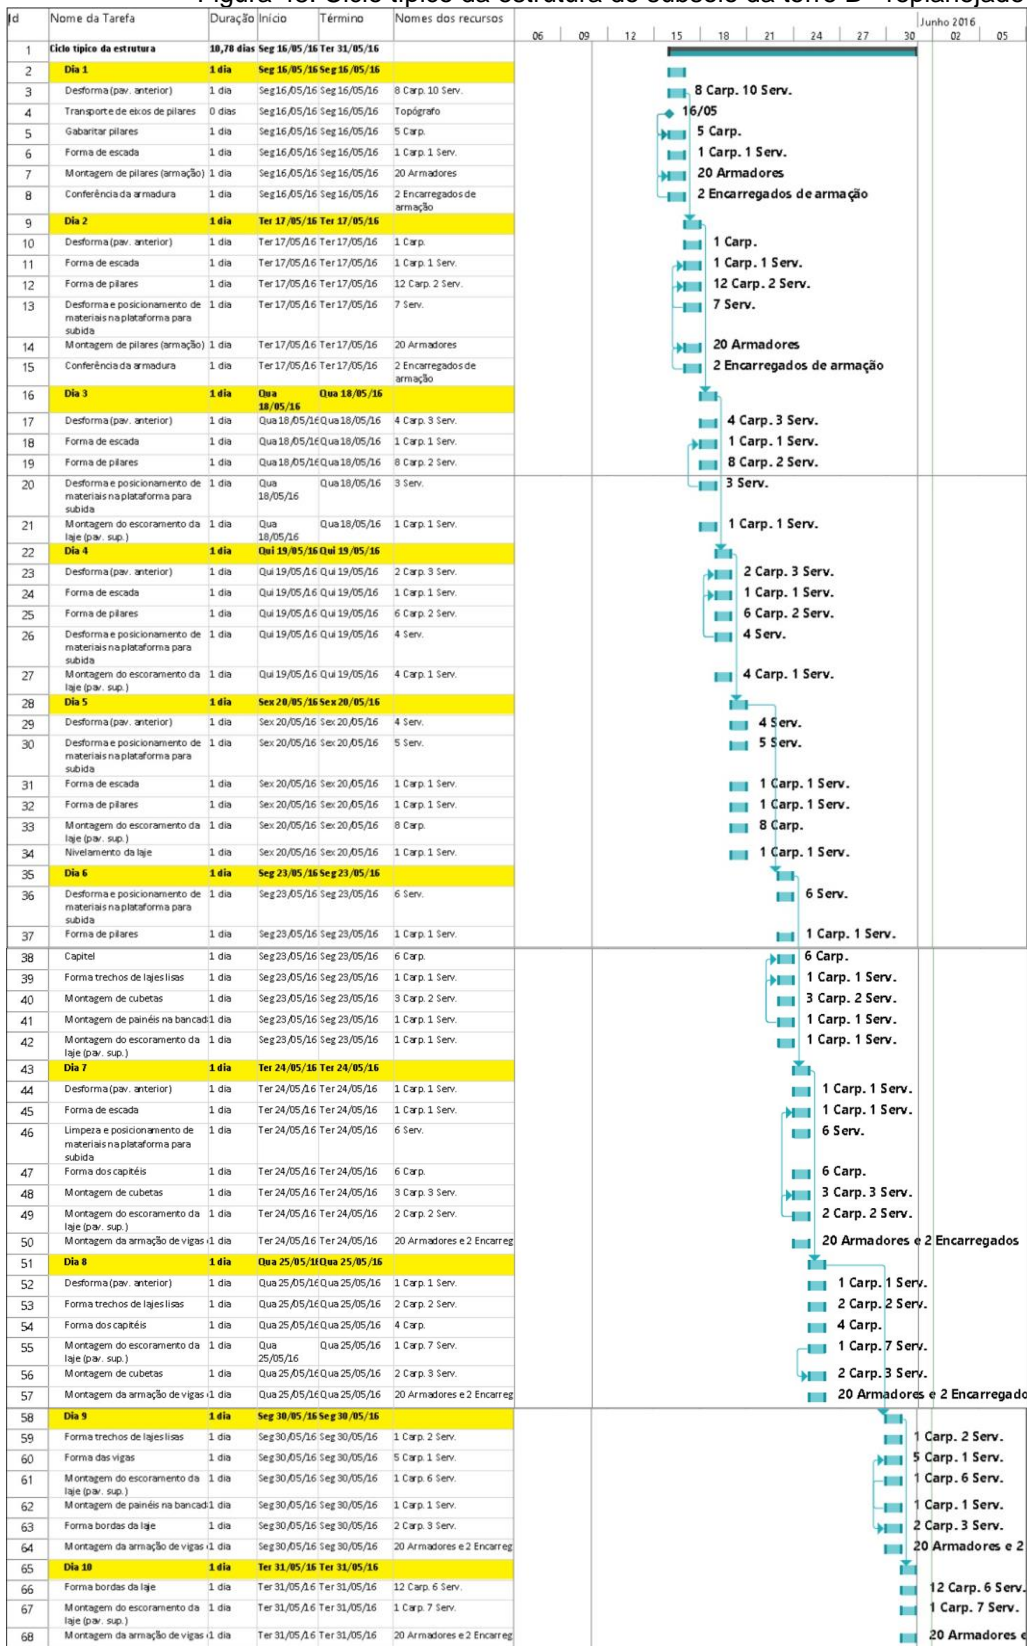 Id Nome da Tarefa Duração Início Término Nomes dos recursos
Junho 2016
06 09 12 15 18 21 24 27 30 02 05
1 Ciclo típico da estrutura 10,78 dias Seg 16/05/16 Ter 31/05/16
2 Dia 1 1 dia Seg 16/05/16 Seg 16/05/16
3 Desforma (pav. anterior) 1 dia Seg 16/05/16 Seg 16/05/16 8 Carp. 10 Serv. 8 Carp. 10 Serv.
4 Transporte de eixos de pilares 0 dias Seg 16/05/16 Seg 16/05/16 Topógrafo 16/05
5 Gabaritar pilares 1 dia Seg 16/05/16 Seg 16/05/16 5 Carp. 5 Carp.
6 Forma de escada 1 dia Seg 16/05/16 Seg 16/05/16 1 Carp. 1 Serv. 1 Carp. 1 Serv.
7 Montagem de pilares (armação) 1 dia Seg 16/05/16 Seg 16/05/16 20 Armadores 20 Armadores
8 Conferência da armadura 1 dia Seg 16/05/16 Seg 16/05/16 2 Encarregados de 2 Encarregados de armação
armação
9 Dia 2 1 dia Ter 17/05/16 Ter 17/05/16
10 Desforma (pav. anterior) 1 dia Ter 17/05/16 Ter 17/05/16 1 Carp. 1 Carp.
11 Forma de escada 1 dia Ter 17/05/16 Ter 17/05/16 1 Carp. 1 Serv. 1 Carp. 1 Serv.
12 Forma de pilares 1 dia Ter 17/05/16 Ter 17/05/16 12 Carp. 2 Serv. 12 Carp. 2 Serv.
13 Desforma e posicionamento de 1 dia Ter 17/05/16 Ter 17/05/16 7 Serv. 7 Serv.
materiais na plataforma para
subida
14 Montagem de pilares (armação) 1 dia Ter 17/05/16 Ter 17/05/16 20 Armadores 20 Armadores
15 Conferência da armadura 1 dia Ter 17/05/16 Ter 17/05/16 2 Encarregados de 2 Encarregados de armação
armação
16 Dia 3 1 dia Qua Qua 18/05/16
18/05/16
17 Desforma (pav. anterior) 1 dia Qua 18/05/16 Qua 18/05/16 4 Carp. 3 Serv. 4 Carp. 3 Serv.
18 Forma de escada 1 dia Qua 18/05/16 Qua 18/05/16 1 Carp. 1 Serv. 1 Carp. 1 Serv.
19 Forma de pilares 1 dia Qua 18/05/16 Qua 18/05/16 8 Carp. 2 Serv. 8 Carp. 2 Serv.
20 Desforma e posicionamento de 1 dia Qua Qua 18/05/16 3 Serv. 3 Serv.
materiais na plataforma para 18/05/16
subida
21 Montagem do escoramento da 1 dia Qua Qua 18/05/16 1 Carp. 1 Serv. 1 Carp. 1 Serv.
laje (pav. sup.) 18/05/16
22 Dia 4 1 dia Qui 19/05/16 Qui 19/05/16
23 Desforma (pav. anterior) 1 dia Qui 19/05/16 Qui 19/05/16 2 Carp. 3 Serv. 2 Carp. 3 Serv.
24 Forma de escada 1 dia Qui 19/05/16 Qui 19/05/16 1 Carp. 1 Serv. 1 Carp. 1 Serv.
25 Forma de pilares 1 dia Qui 19/05/16 Qui 19/05/16 6 Carp. 2 Serv. 6 Carp. 2 Serv.
26 Desforma e posicionamento de 1 dia Qui 19/05/16 Qui 19/05/16 4 Serv. 4 Serv.
materiais na plataforma para
subida
27 Montagem do escoramento da 1 dia Qui 19/05/16 Qui 19/05/16 4 Carp. 1 Serv. 4 Carp. 1 Serv.
laje (pav. sup.)
28 Dia 5 1 dia Sex 20/05/16 Sex 20/05/16
29 Desforma (pav. anterior) 1 dia Sex 20/05/16 Sex 20/05/16 4 Serv. 4 Serv.
30 Desforma e posicionamento de 1 dia Sex 20/05/16 Sex 20/05/16 5 Serv. 5 Serv.
materiais na plataforma para
subida
31 Forma de escada 1 dia Sex 20/05/16 Sex 20/05/16 1 Carp. 1 Serv. 1 Carp. 1 Serv.
32 Forma de pilares 1 dia Sex 20/05/16 Sex 20/05/16 1 Carp. 1 Serv. 1 Carp. 1 Serv.
33 Montagem do escoramento da 1 dia Sex 20/05/16 Sex 20/05/16 8 Carp. 8 Carp.
laje (pav. sup.)
34 Nivelamento da laje 1 dia Sex 20/05/16 Sex 20/05/16 1 Carp. 1 Serv. 1 Carp. 1 Serv.
35 Dia 6 1 dia Seg 23/05/16 Seg 23/05/16
36 Desforma e posicionamento de 1 dia Seg 23/05/16 Seg 23/05/16 6 Serv. 6 Serv.
materiais na plataforma para
subida
37 Forma de pilares 1 dia Seg 23/05/16 Seg 23/05/16 1 Carp. 1 Serv. 1 Carp. 1 Serv.
38 Capitel 1 dia Seg 23/05/16 Seg 23/05/16 6 Carp. 6 Carp.
39 Forma trechos de lajes lisas 1 dia Seg 23/05/16 Seg 23/05/16 1 Carp. 1 Serv. 1 Carp. 1 Serv.
40 Montagem de cubetas 1 dia Seg 23/05/16 Seg 23/05/16 3 Carp. 2 Serv. 3 Carp. 2 Serv.
41 Montagem de painéis na bancad 1 dia Seg 23/05/16 Seg 23/05/16 1 Carp. 1 Serv. 1 Carp. 1 Serv.
42 Montagem do escoramento da 1 dia Seg 23/05/16 Seg 23/05/16 1 Carp. 1 Serv. 1 Carp. 1 Serv.
laje (pav. sup.)
43 Dia 7 1 dia Ter 24/05/16 Ter 24/05/16
44 Desforma (pav. anterior) 1 dia Ter 24/05/16 Ter 24/05/16 1 Carp. 1 Serv. 1 Carp. 1 Serv.
45 Forma de escada 1 dia Ter 24/05/16 Ter 24/05/16 1 Carp. 1 Serv. 1 Carp. 1 Serv.
46 Limpeza e posicionamento de 1 dia Ter 24/05/16 Ter 24/05/16 6 Serv. 6 Serv.
materiais na plataforma para
subida
47 Forma dos capitéis 1 dia Ter 24/05/16 Ter 24/05/16 6 Carp. 6 Carp.
48 Montagem de cubetas 1 dia Ter 24/05/16 Ter 24/05/16 3 Carp. 3 Serv. 3 Carp. 3 Serv.
49 Montagem do escoramento da 1 dia Ter 24/05/16 Ter 24/05/16 2 Carp. 2 Serv. 2 Carp. 2 Serv.
laje (pav. sup.)
50 Montagem da armação de vigas 1 dia Ter 24/05/16 Ter 24/05/16 20 Armadores e 2 Encarreg 20 Armadores e 2 Encarregados
51 Dia 8 1 dia Qua 25/05/16 Qua 25/05/16
52 Desforma (pav. anterior) 1 dia Qua 25/05/16 Qua 25/05/16 1 Carp. 1 Serv. 1 Carp. 1 Serv.
53 Forma trechos de lajes lisas 1 dia Qua 25/05/16 Qua 25/05/16 2 Carp. 2 Serv. 2 Carp. 2 Serv.
54 Forma dos capitéis 1 dia Qua 25/05/16 Qua 25/05/16 4 Carp. 4 Carp.
55 Montagem do escoramento da 1 dia Qua Qua 25/05/16 1 Carp. 7 Serv. 1 Carp. 7 Serv.
laje (pav. sup.) 25/05/16
56 Montagem de cubetas 1 dia Qua 25/05/16 Qua 25/05/16 2 Carp. 3 Serv. 2 Carp. 3 Serv.
57 Montagem da armação de vigas 1 dia Qua 25/05/16 Qua 25/05/16 20 Armadores e 2 Encarreg 20 Armadores e 2 Encarregado
58 Dia 9 1 dia Seg 30/05/16 Seg 30/05/16
59 Forma trechos de lajes lisas 1 dia Seg 30/05/16 Seg 30/05/16 1 Carp. 2 Serv. 1 Carp. 2 Serv.
60 Forma das vigas 1 dia Seg 30/05/16 Seg 30/05/16 5 Carp. 1 Serv. 5 Carp. 1 Serv.
61 Montagem do escoramento da 1 dia Seg 30/05/16 Seg 30/05/16 1 Carp. 6 Serv. 1 Carp. 6 Serv.
laje (pav. sup.)
62 Montagem de painéis na bancad 1 dia Seg 30/05/16 Seg 30/05/16 1 Carp. 1 Serv. 1 Carp. 1 Serv.
63 Forma bordas da laje 1 dia Seg 30/05/16 Seg 30/05/16 2 Carp. 3 Serv. 2 Carp. 3 Serv.
64 Montagem da armação de vigas 1 dia Seg 30/05/16 Seg 30/05/16 20 Armadores e 2 Encarreg 20 Armadores e 2
65 Dia 10 1 dia Ter 31/05/16 Ter 31/05/16
66 Forma bordas da laje 1 dia Ter 31/05/16 Ter 31/05/16 12 Carp. 6 Serv. 12 Carp. 6 Serv.
67 Montagem do escoramento da 1 dia Ter 31/05/16 Ter 31/05/16 1 Carp. 7 Serv. 1 Carp. 7 Serv.
laje (pav. sup.)
68 Montagem da armação de vigas 1 dia Ter 31/05/16 Ter 31/05/16 20 Armadores e 2 Encarreg 20 Armadores e